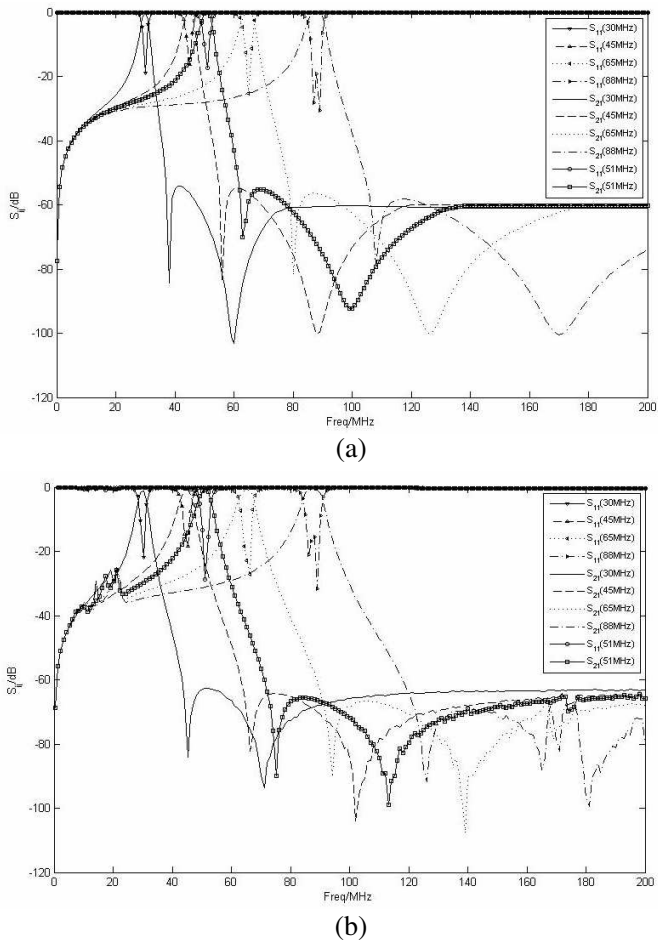 0
-20
-40
-60
-80
-100
-120
S_ij/dB
0 20 40 60 80 100 120 140 160 180 200
Freq/MHz
S₁₁(30MHz)
S₁₁(45MHz)
S₁₁(65MHz)
S₁₁(88MHz)
S₂₁(30MHz)
S₂₁(45MHz)
S₂₁(65MHz)
S₂₁(88MHz)
S₁₁(51MHz)
S₂₁(51MHz)
(a)
0
-20
-40
-60
-80
-100
-120
S_ij/dB
0 20 40 60 80 100 120 140 160 180 200
Freq/MHz
S₁₁(30MHz)
S₁₁(45MHz)
S₁₁(65MHz)
S₁₁(88MHz)
S₂₁(30MHz)
S₂₁(45MHz)
S₂₁(65MHz)
S₂₁(88MHz)
S₁₁(51MHz)
S₂₁(51MHz)
(b)